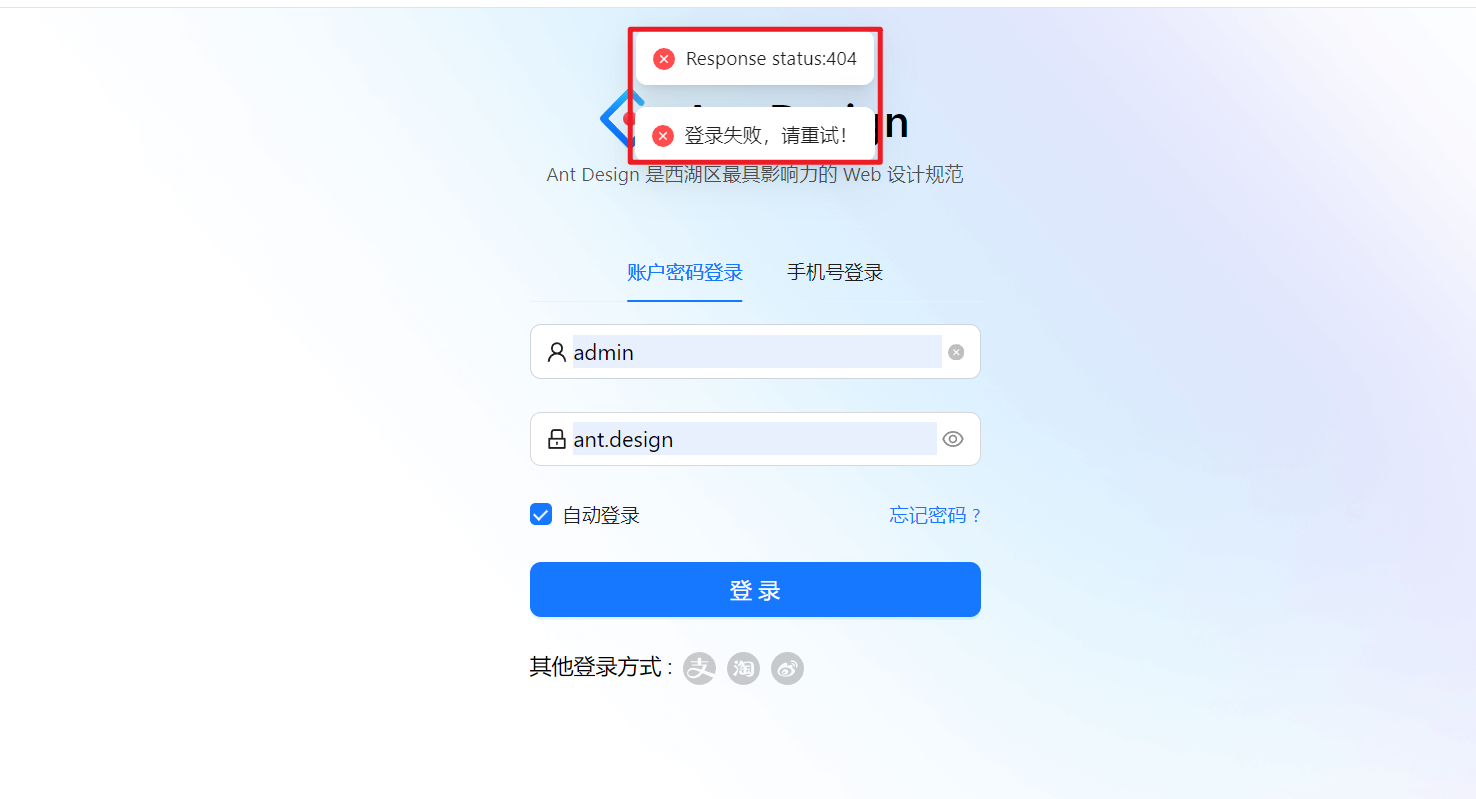 Response status:404
登录失败，请重试！
Ant Design 是西湖区最具影响力的 Web 设计规范
账户密码登录 手机号登录
admin
ant.design
自动登录 忘记密码 ?
登 录
其他登录方式 :
支 淘